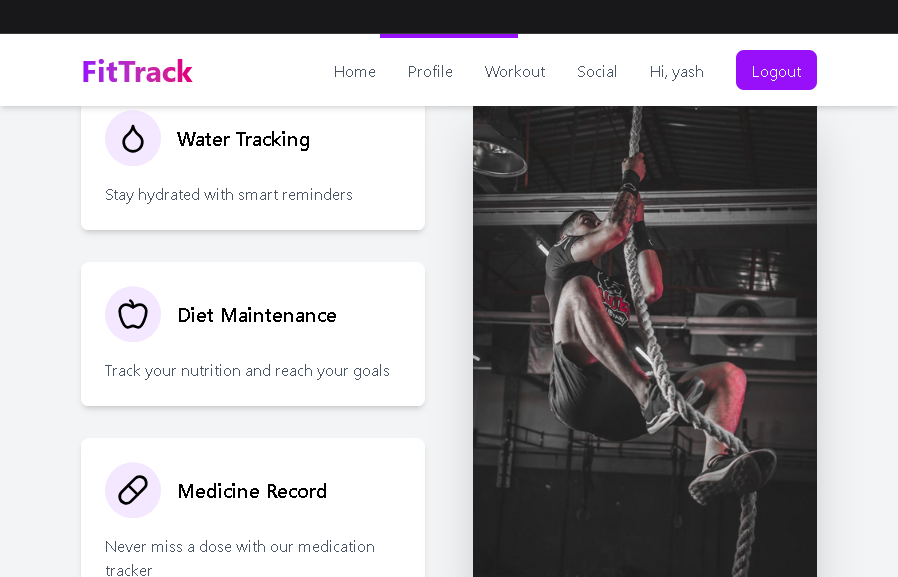 FitTrack
Home Profile Workout Social Hi, yash Logout
Water Tracking
Stay hydrated with smart reminders
Diet Maintenance
Track your nutrition and reach your goals
Medicine Record
Never miss a dose with our medication
tracker